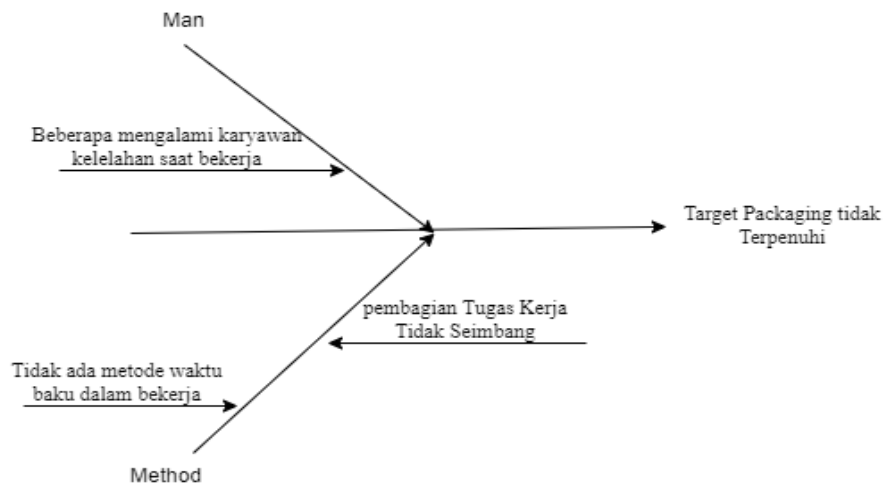 Man
Beberapa mengalami karyawan
kelelahan saat bekerja
Target Packaging tidak
Terpenuhi
pembagian Tugas Kerja
Tidak Seimbang
Tidak ada metode waktu
baku dalam bekerja
Method